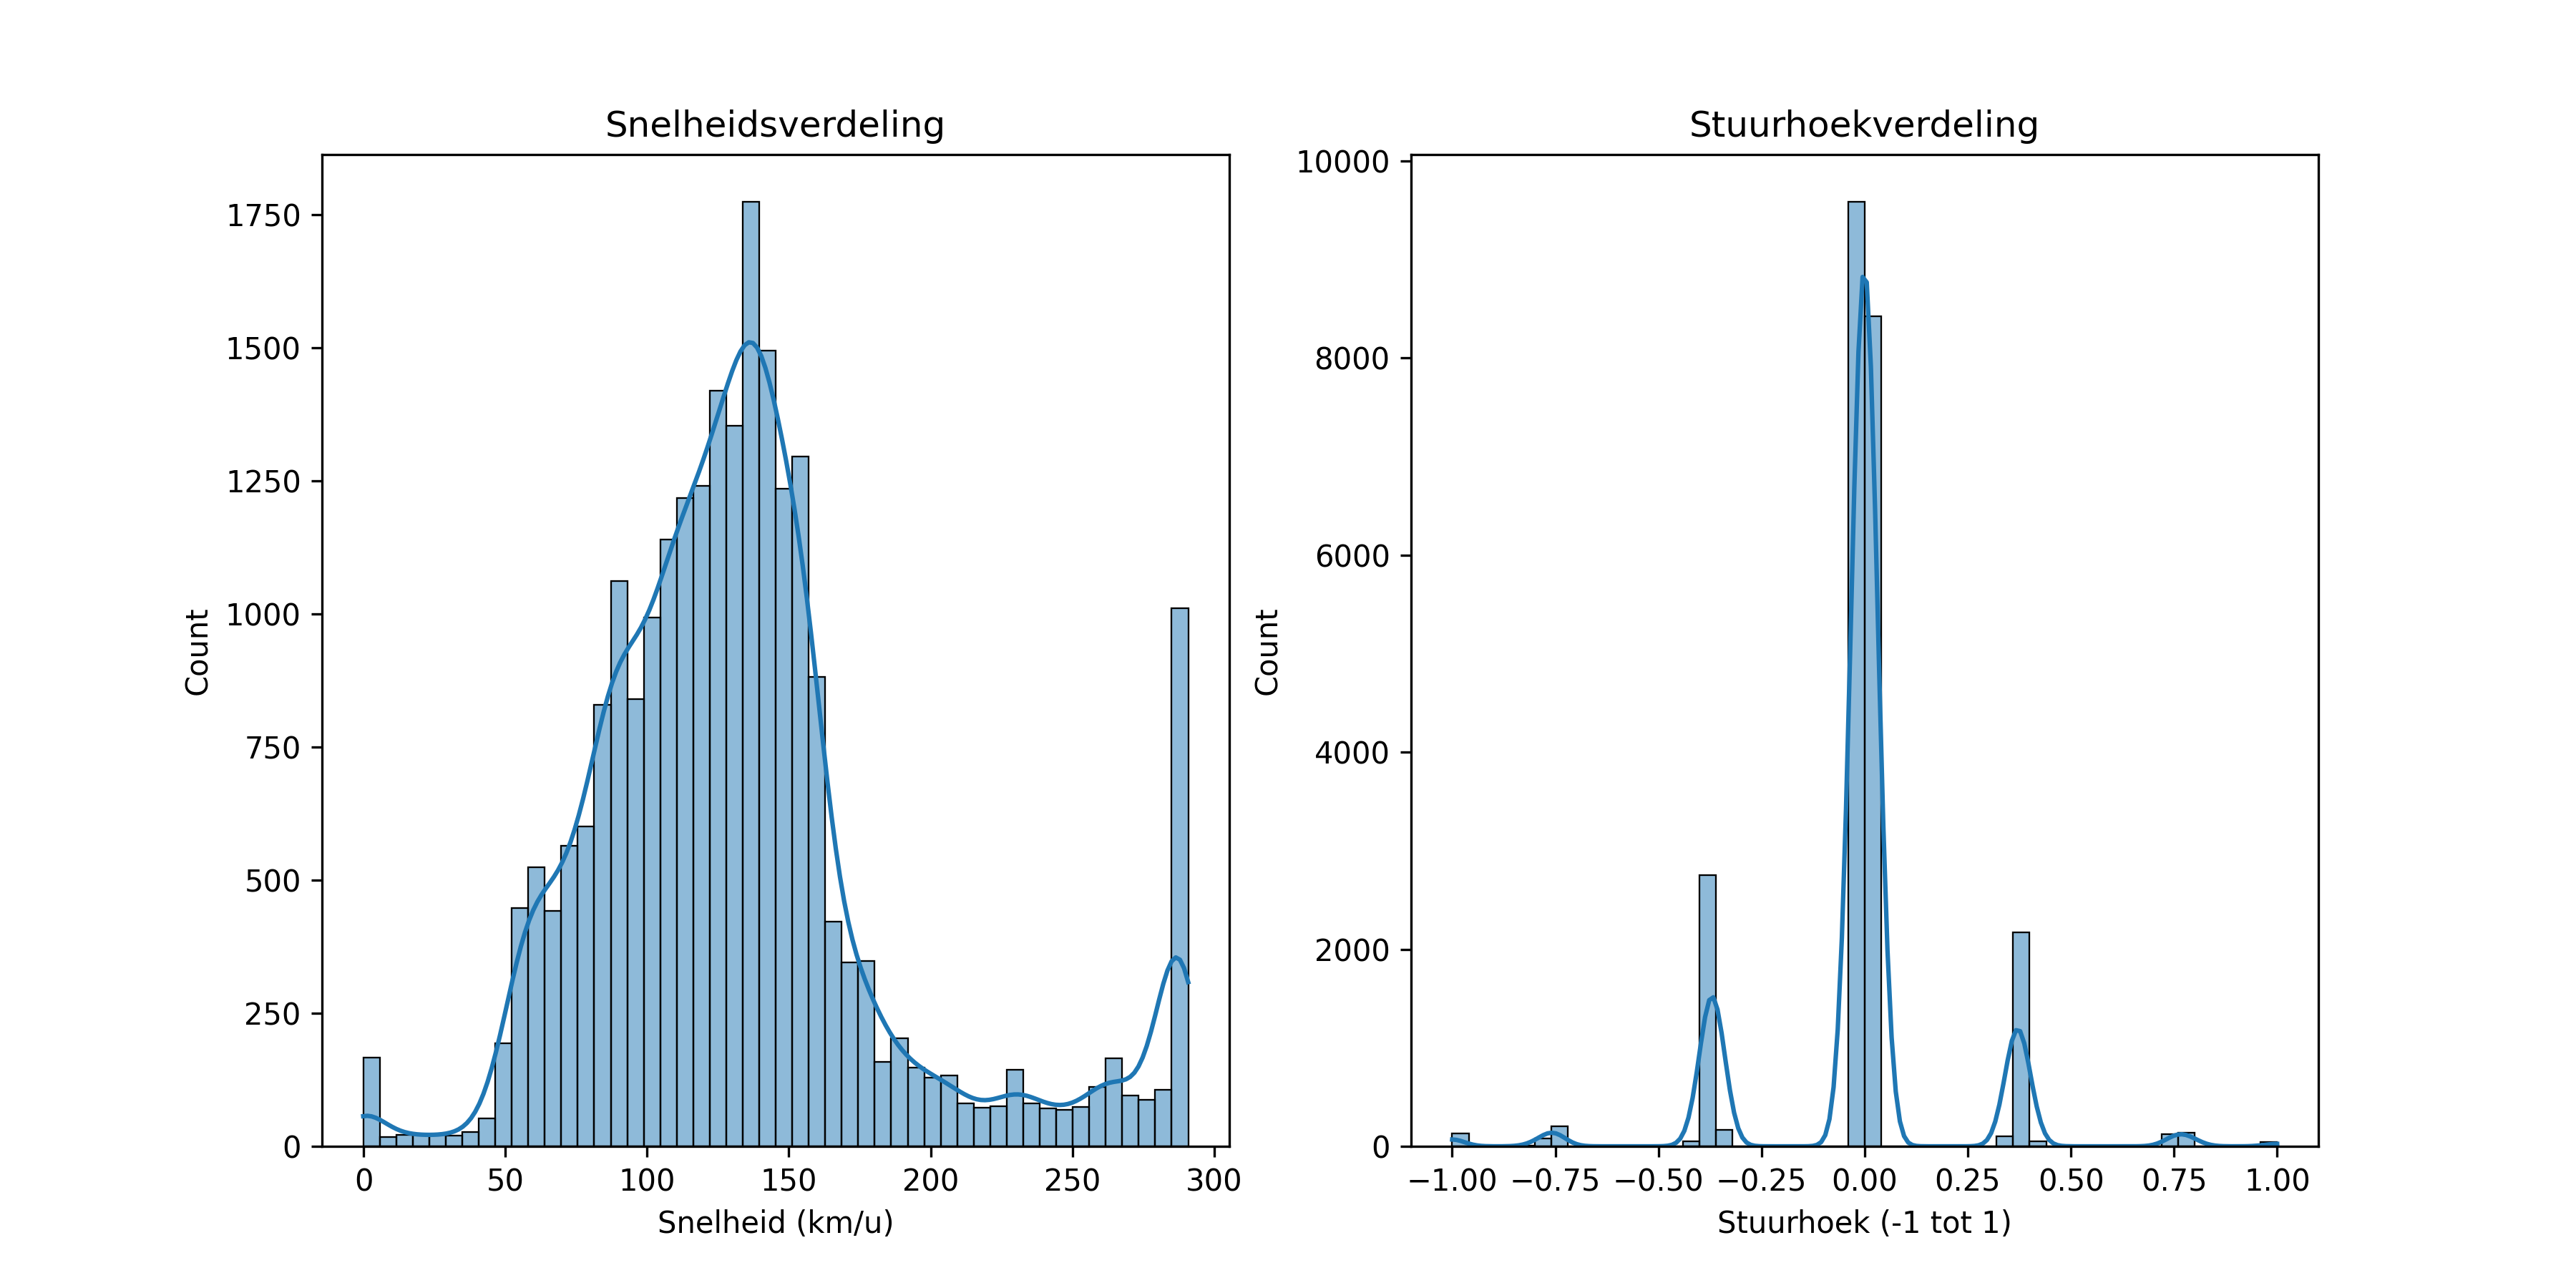 Snelheidsverdeling
1750
1500
1250
1000
750
500
250
0
Count
0 50 100 150 200 250 300
Snelheid (km/u)
Stuurhoekverdeling
10000
8000
6000
4000
2000
0
Count
−1.00 −0.75 −0.50 −0.25 0.00 0.25 0.50 0.75 1.00
Stuurhoek (-1 tot 1)